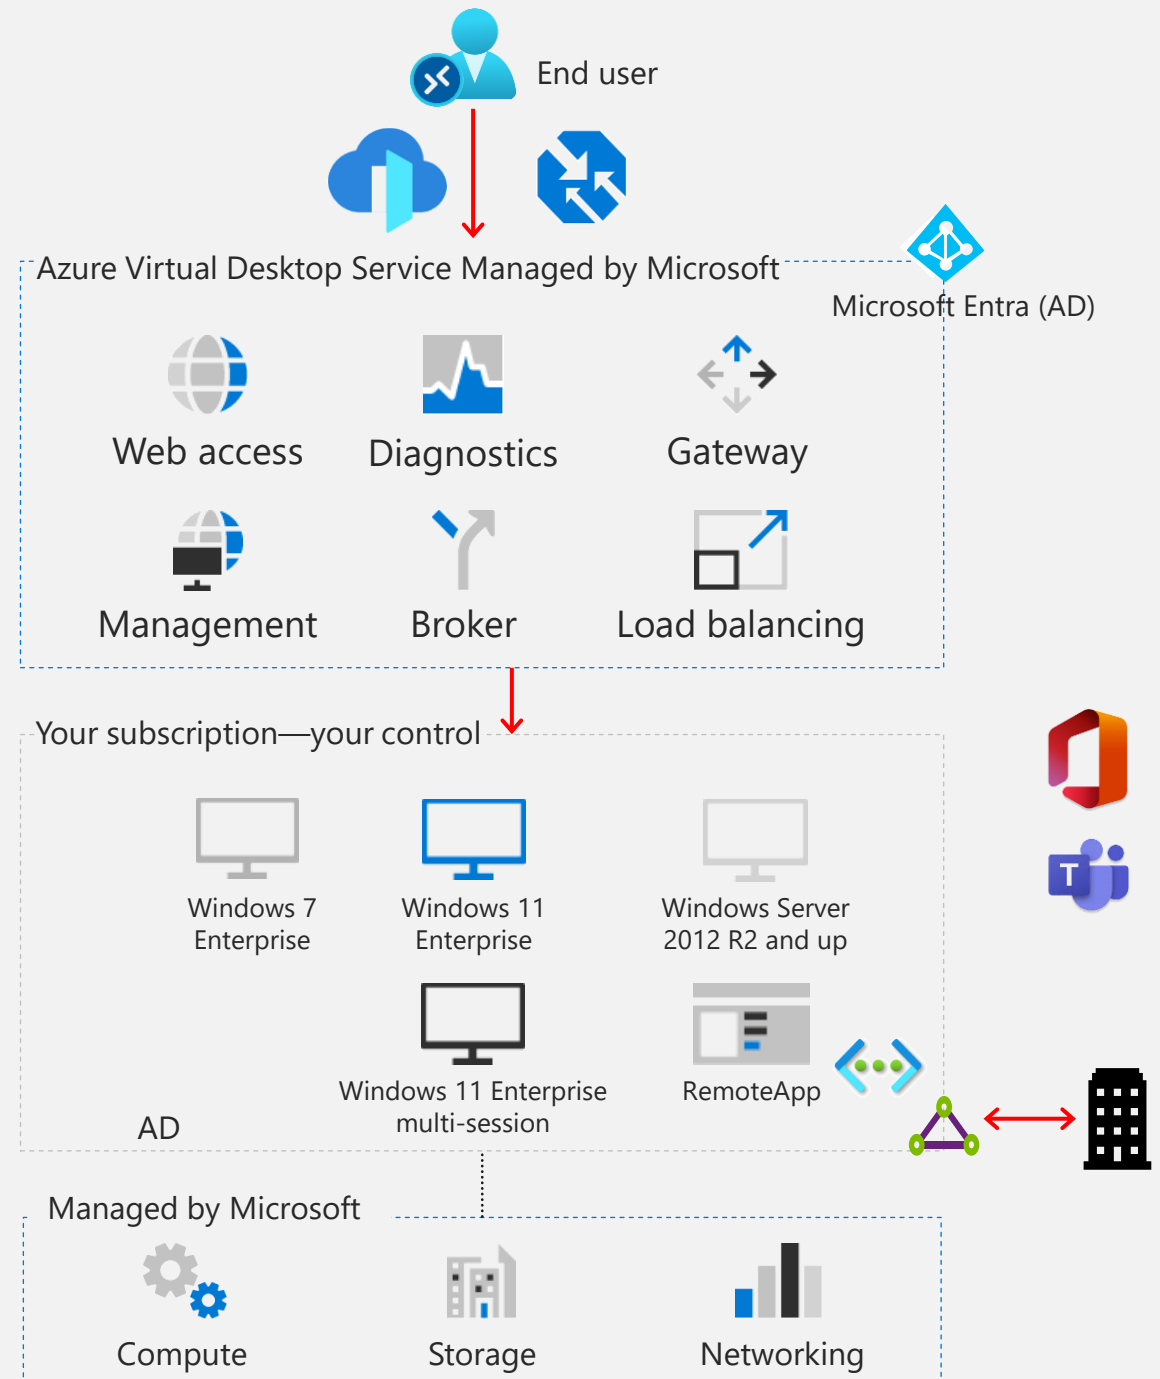 End user
Azure Virtual Desktop Service Managed by Microsoft
Microsoft Entra (AD)
Web access
Diagnostics
Gateway
Management
Broker
Load balancing
Your subscription—your control
Windows 7
Enterprise
Windows 11
Enterprise
Windows Server
2012 R2 and up
T
Windows 11 Enterprise
multi-session
RemoteApp
AD
Managed by Microsoft
Compute
Storage
Networking